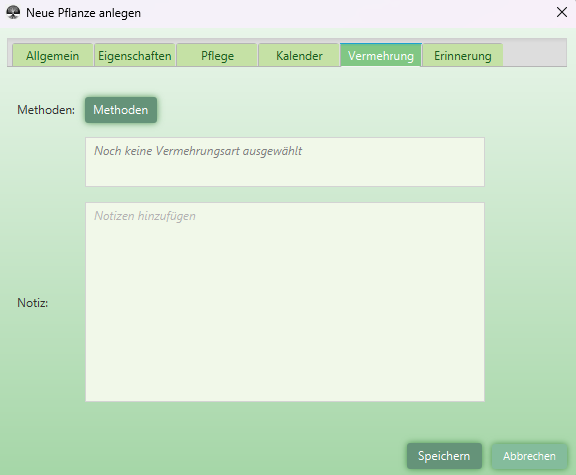 Neue Pflanze anlegen
Allgemein Eigenschaften Pflege Kalender Vermehrung Erinnerung
Methoden: Methoden
Noch keine Vermehrungsart ausgewählt
Notizen hinzufügen
Notiz:
Speichern Abbrechen